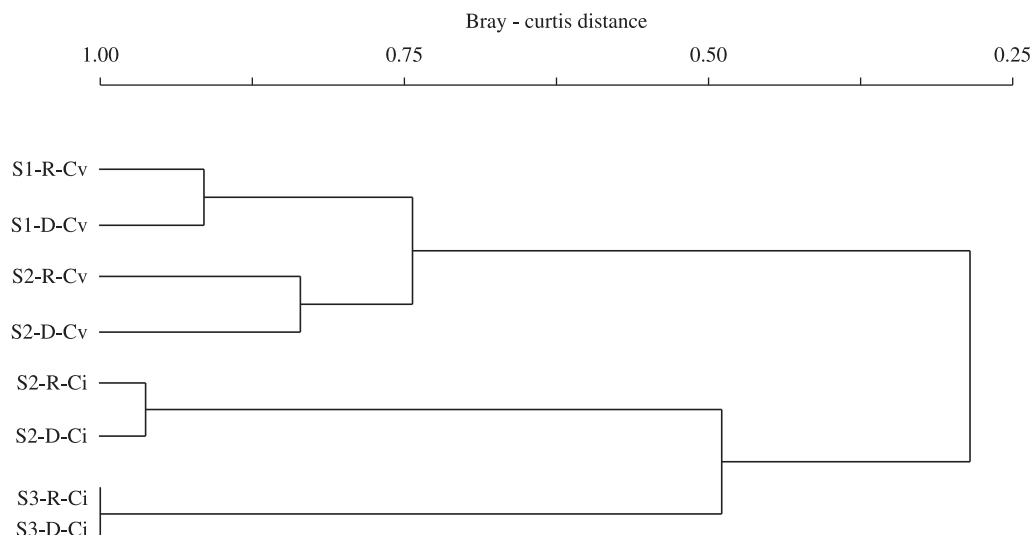 Bray - curtis distance
1.00 0.75 0.50 0.25
S1-R-Cv
S1-D-Cv
S2-R-Cv
S2-D-Cv
S2-R-Ci
S2-D-Ci
S3-R-Ci
S3-D-Ci